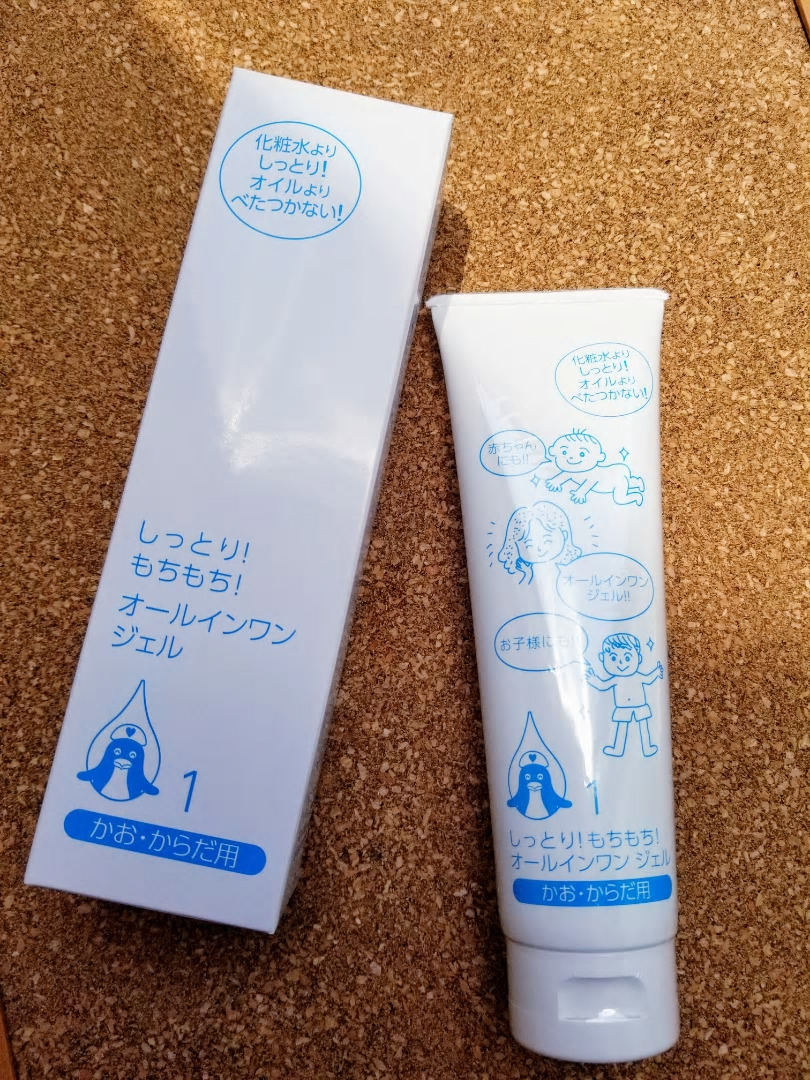 化粧水より
しっとり!
オイルより
べたつかない!
しっとり!
もちもち!
オールインワン
ジェル
1
かお・からだ用
化粧水より
しっとり!
オイルより
べたつかない!
赤ちゃん
にも!!
オールインワン
ジェル!!
お子様にも!!
1
しっとり!もちもち!
オールインワン ジェル
かお・からだ用